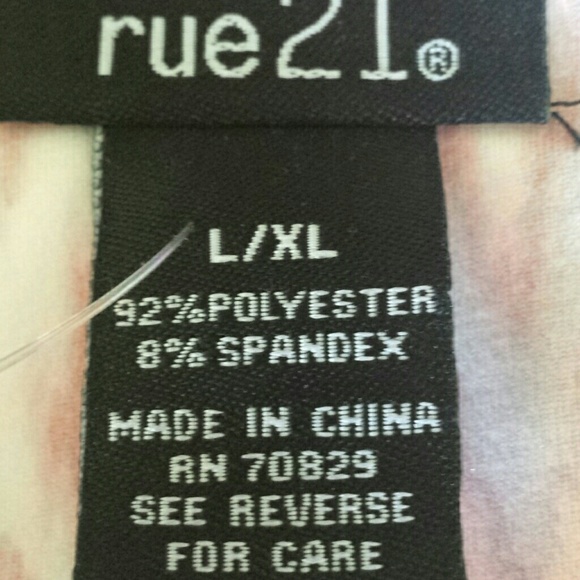 rue21®
L/XL
92%POLYESTER
8% SPANDEX
MADE IN CHINA
RN 70829
SEE REVERSE
FOR CARE